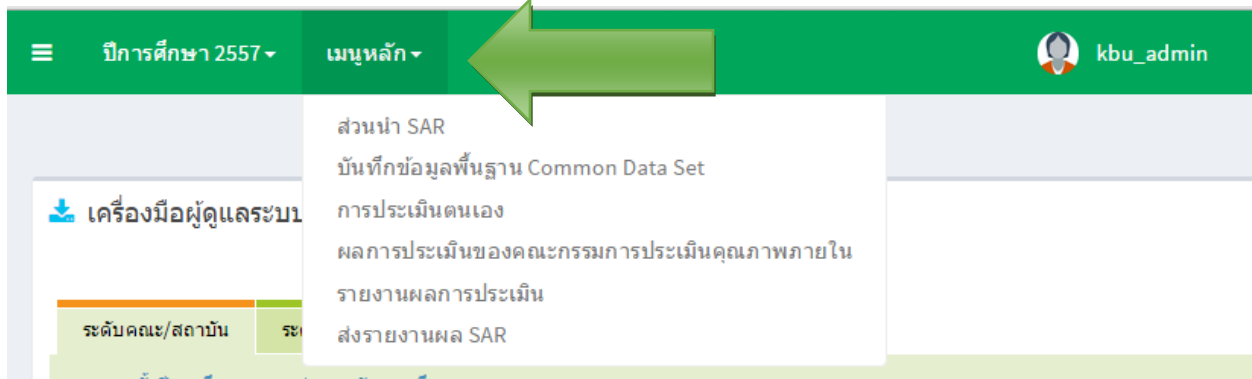 ปีการศึกษา 2557 เมนูหลัก kbu_admin
ส่วนนำ SAR
บันทึกข้อมูลพื้นฐาน Common Data Set
เครื่องมือผู้ดูแลระบบ
การประเมินตนเอง
ผลการประเมินของคณะกรรมการประเมินคุณภาพภายใน
รายงานผลการประเมิน
ระดับคณะ/สถาบัน
ส่งรายงานผล SAR